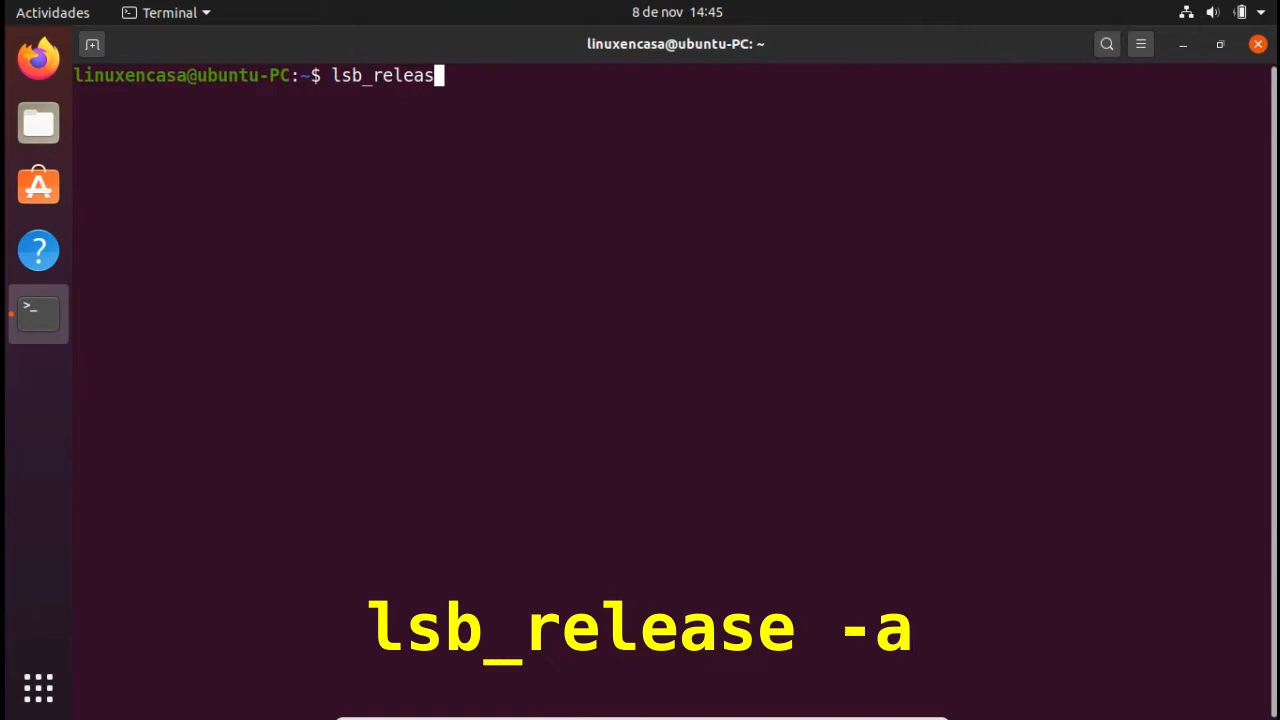 Actividades Terminal 8 de nov 14:45
linuxencasa@ubuntu-PC: ~
linuxencasa@ubuntu-PC:~$ lsb_releas
lsb_release -a